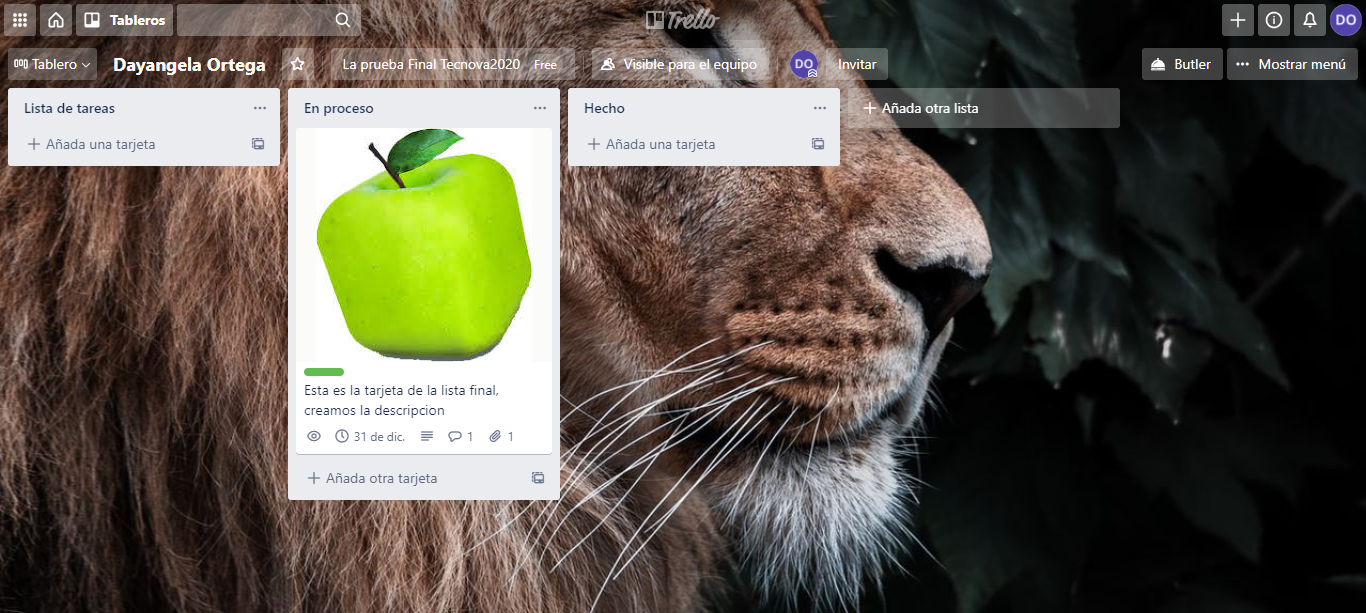 Tableros
Trello
DO
Tablero
Dayangela Ortega
La prueba Final Tecnova2020 Free
Visible para el equipo
DO
Invitar
Butler
Mostrar menú
Lista de tareas
Añada una tarjeta
En proceso
Esta es la tarjeta de la lista final,
creamos la descripcion
31 de dic.
1
1
Añada otra tarjeta
Hecho
Añada una tarjeta
Añada otra lista